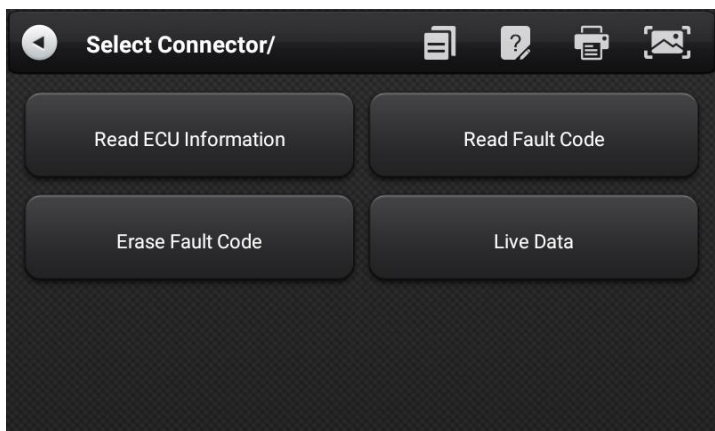 Select Connector/
Read ECU Information
Read Fault Code
Erase Fault Code
Live Data